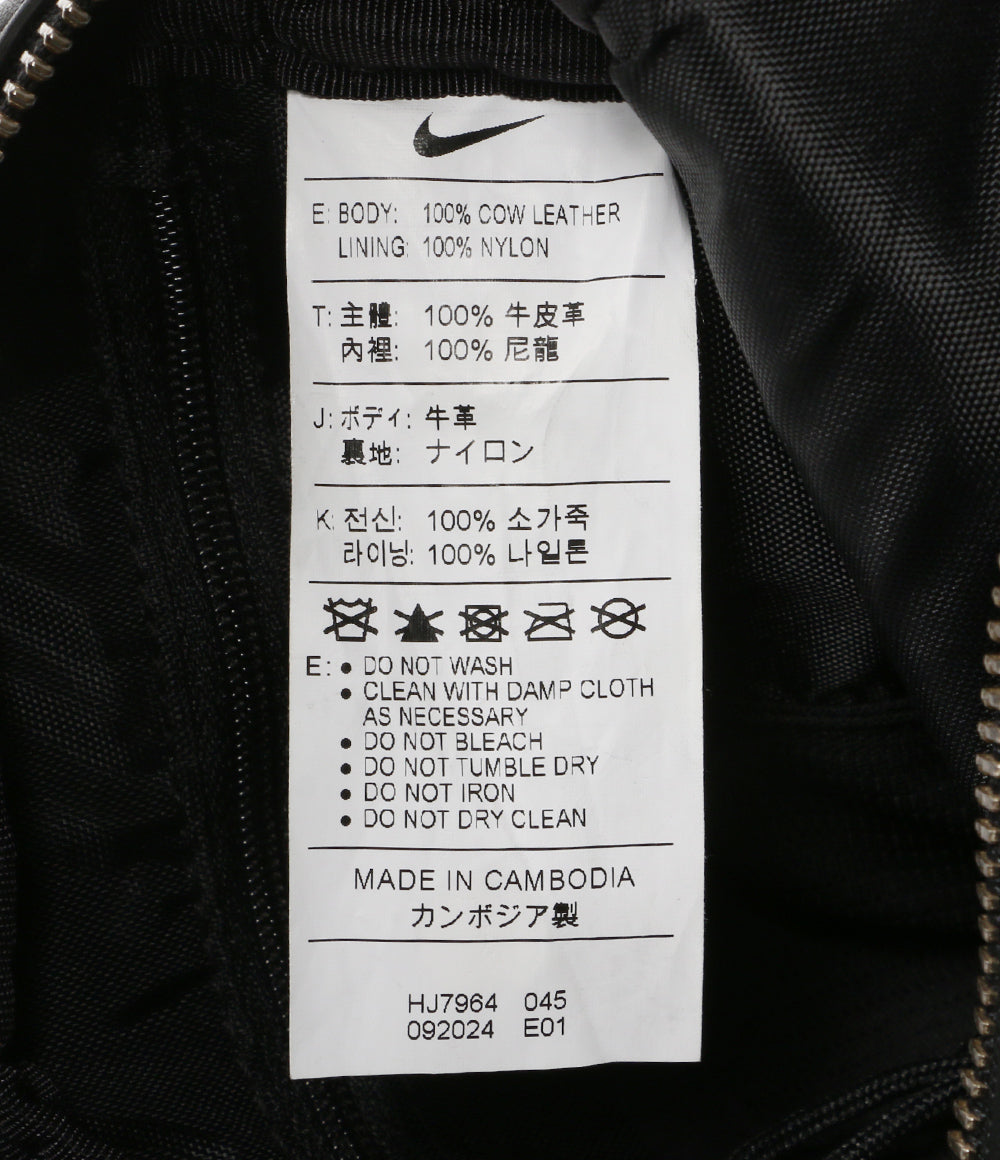 E: BODY: 100% COW LEATHER
LINING: 100% NYLON
T: 主體: 100% 牛皮革
內裡: 100% 尼龍
J: ボディ: 牛革
裏地: ナイロン
K: 전신: 100% 소가죽
라이닝: 100% 나일론
E: • DO NOT WASH
• CLEAN WITH DAMP CLOTH
AS NECESSARY
• DO NOT BLEACH
• DO NOT TUMBLE DRY
• DO NOT IRON
• DO NOT DRY CLEAN
MADE IN CAMBODIA
カンボジア製
HJ7964 045
092024 E01